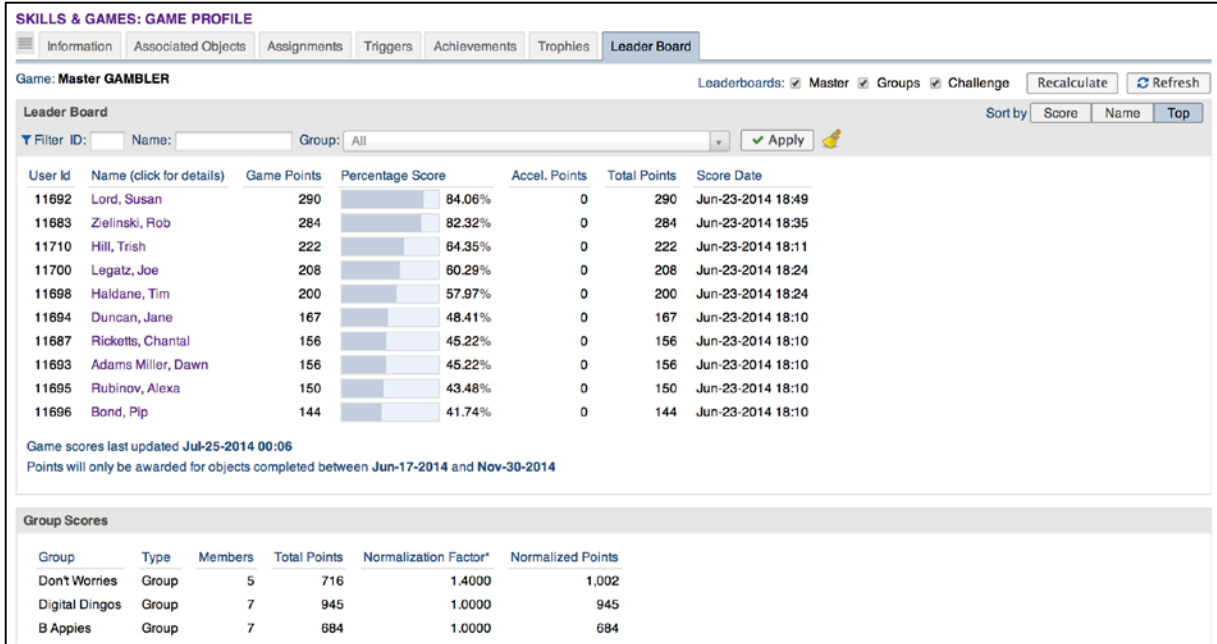 SKILLS & GAMES: GAME PROFILE
Information Associated Objects Assignments Triggers Achievements Trophies Leader Board
Game: Master GAMBLER Leaderboards: Master Groups Challenge Recalculate Refresh
Leader Board Sort by Score Name Top
Filter ID: Name: Group: All Apply
User Id Name (click for details) Game Points Percentage Score Accel. Points Total Points Score Date
11692 Lord, Susan 290 84.06% 0 290 Jun-23-2014 18:49
11683 Zielinski, Rob 284 82.32% 0 284 Jun-23-2014 18:35
11710 Hill, Trish 222 64.35% 0 222 Jun-23-2014 18:11
11700 Legatz, Joe 208 60.29% 0 208 Jun-23-2014 18:24
11698 Haldane, Tim 200 57.97% 0 200 Jun-23-2014 18:24
11694 Duncan, Jane 167 48.41% 0 167 Jun-23-2014 18:10
11687 Ricketts, Chantal 156 45.22% 0 156 Jun-23-2014 18:10
11693 Adams Miller, Dawn 156 45.22% 0 156 Jun-23-2014 18:10
11695 Rubinov, Alexa 150 43.48% 0 150 Jun-23-2014 18:10
11696 Bond, Pip 144 41.74% 0 144 Jun-23-2014 18:10
Game scores last updated Jul-25-2014 00:06
Points will only be awarded for objects completed between Jun-17-2014 and Nov-30-2014
Group Scores
Group Type Members Total Points Normalization Factor* Normalized Points
Don't Worries Group 5 716 1.4000 1,002
Digital Dingos Group 7 945 1.0000 945
B Appies Group 7 684 1.0000 684